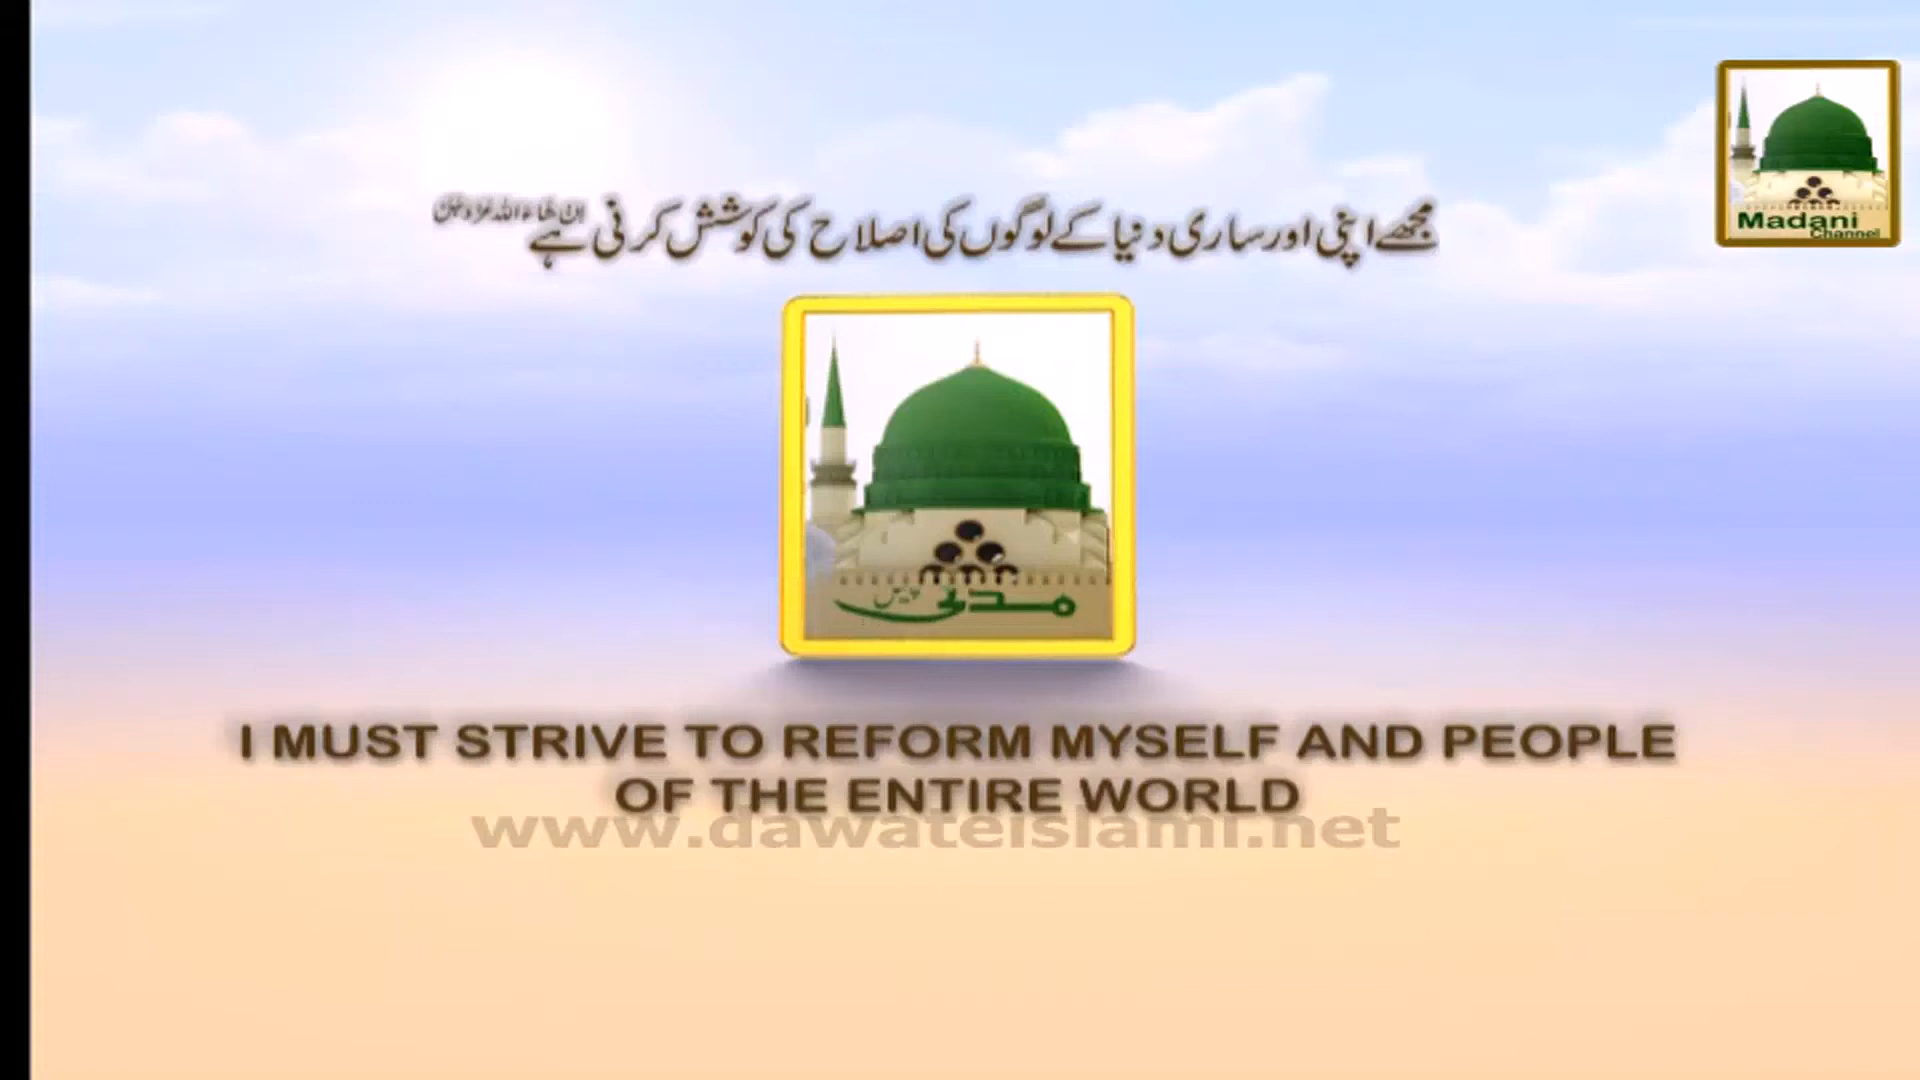 مجھے اپنی اور ساری دنیا کے لوگوں کی اصلاح کی کوشش کرنی ہے ان شاء اللہ عزوجل
Madani
Channel
مدنی
I MUST STRIVE TO REFORM MYSELF AND PEOPLE
OF THE ENTIRE WORLD
www.dawateislami.net